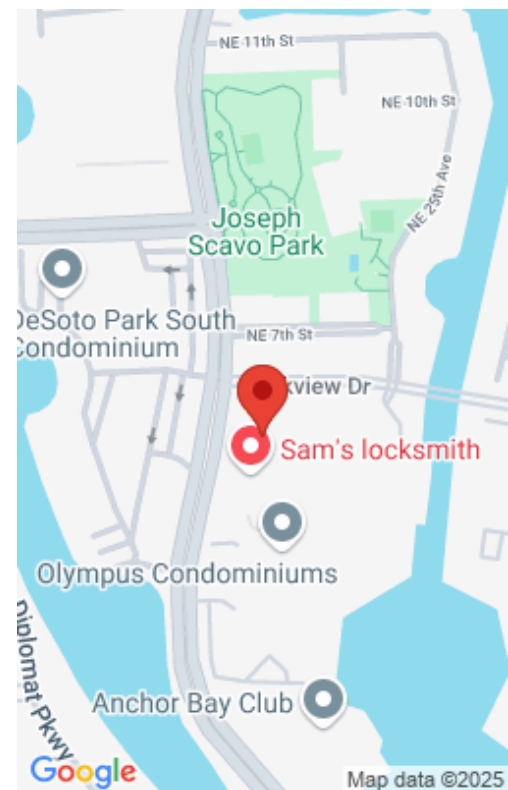 NE 11th St
NE 10th St
NE 25th Ave
Joseph
Scavo Park
DeSoto Park South
Condominium
NE 7th St
kview Dr
Sam's locksmith
Olympus Condominiums
Diplomat Pkwy
Anchor Bay Club
Google
Map data ©2025